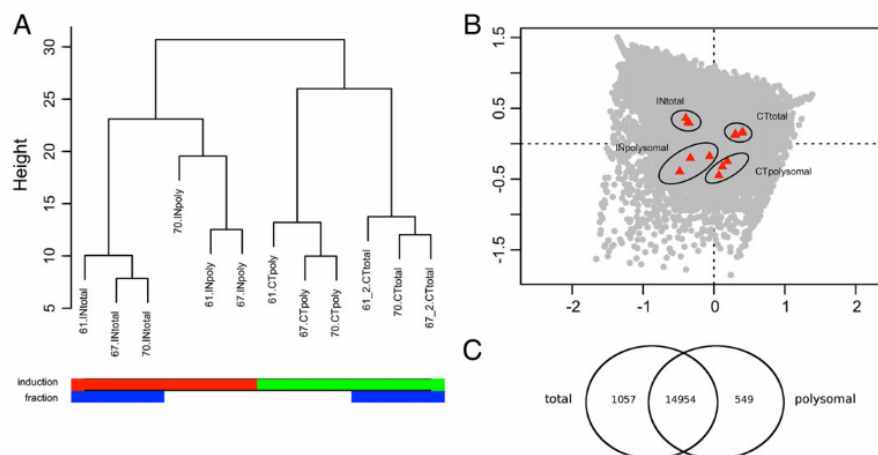 A
Height
30
25
20
15
10
5
61.INtotal
67.INtotal
70.INtotal
70.INpoly
61.INpoly
67.INpoly
61.CTpoly
67.CTpoly
70.CTpoly
61_2.CTtotal
70.CTtotal
67_2.CTtotal
induction
fraction
B
1.5
0.5
-0.5
-1.5
INtotal
CTtotal
INpolysomal
CTpolysomal
-2 -1 0 1 2
C
total 1057 14954 549 polysomal